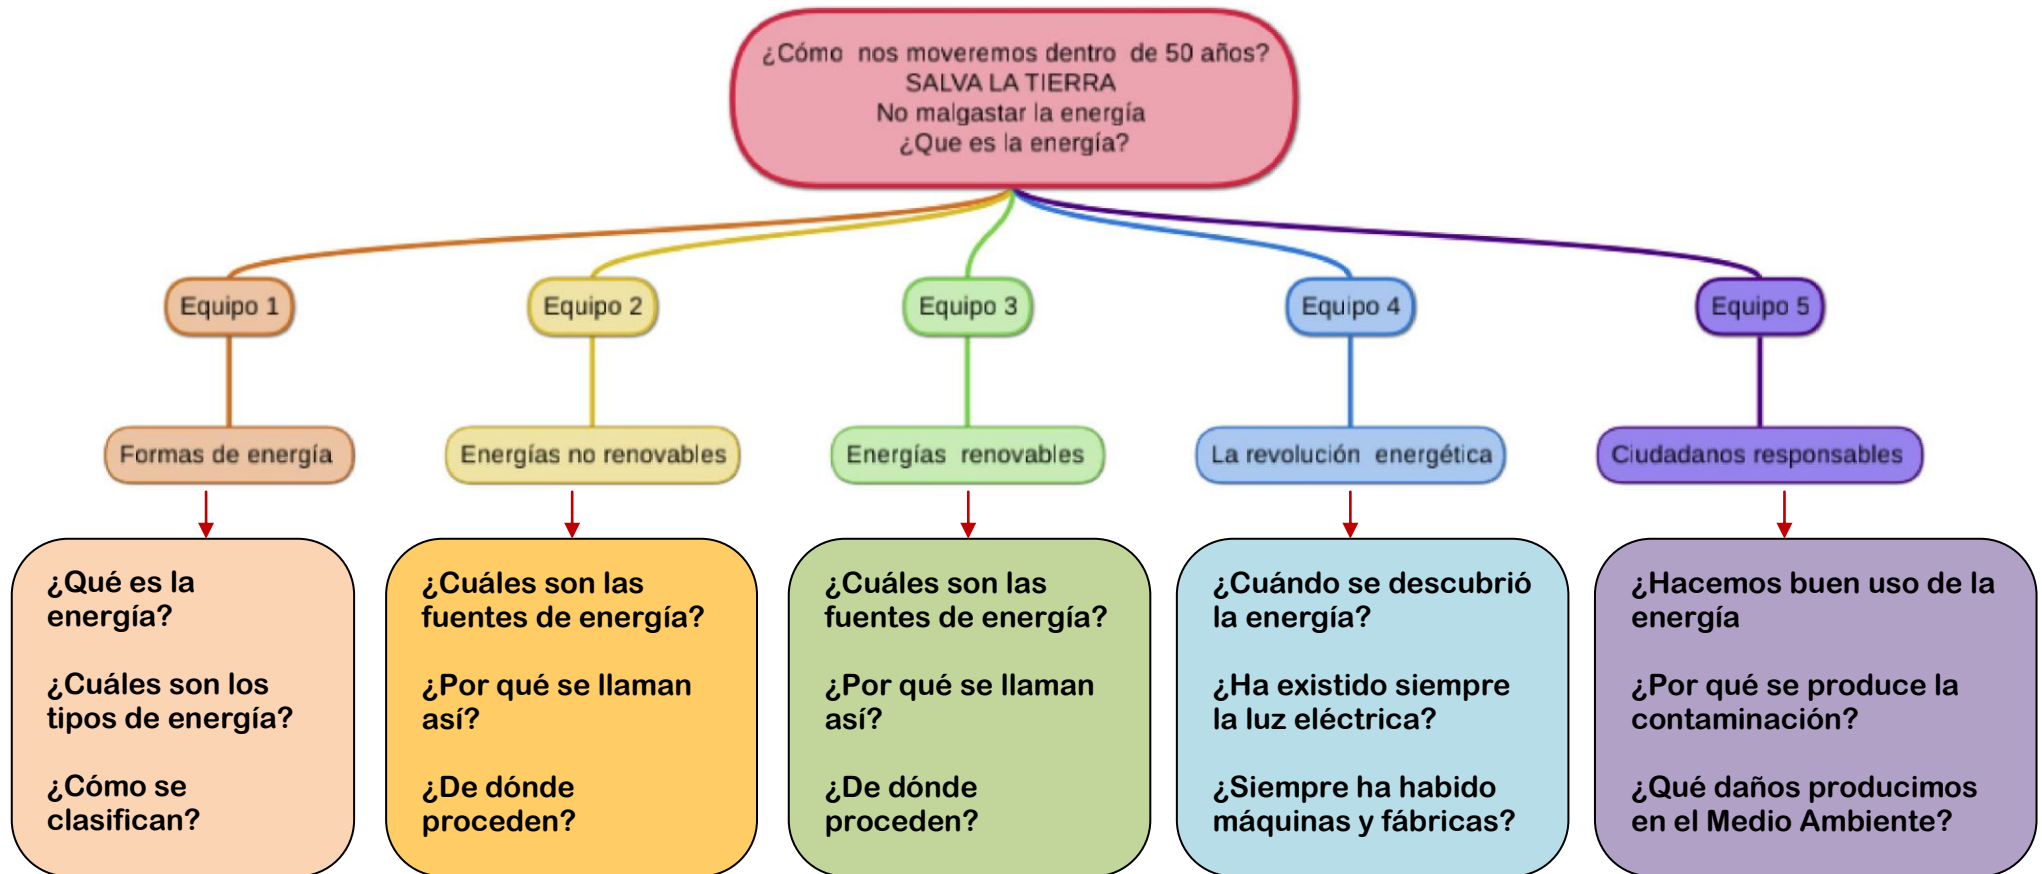 ¿Cómo nos moveremos dentro de 50 años?
SALVA LA TIERRA
No malgastar la energía
¿Que es la energía?
Equipo 1
Equipo 2
Equipo 3
Equipo 4
Equipo 5
Formas de energía
Energías no renovables
Energías renovables
La revolución energética
Ciudadanos responsables
¿Qué es la
energía?
¿Cuáles son los
tipos de energía?
¿Cómo se
clasifican?
¿Cuáles son las
fuentes de energía?
¿Por qué se llaman
así?
¿De dónde
proceden?
¿Cuáles son las
fuentes de energía?
¿Por qué se llaman
así?
¿De dónde
proceden?
¿Cuándo se descubrió
la energía?
¿Ha existido siempre
la luz eléctrica?
¿Siempre ha habido
máquinas y fábricas?
¿Hacemos buen uso de la
energía
¿Por qué se produce la
contaminación?
¿Qué daños producimos
en el Medio Ambiente?